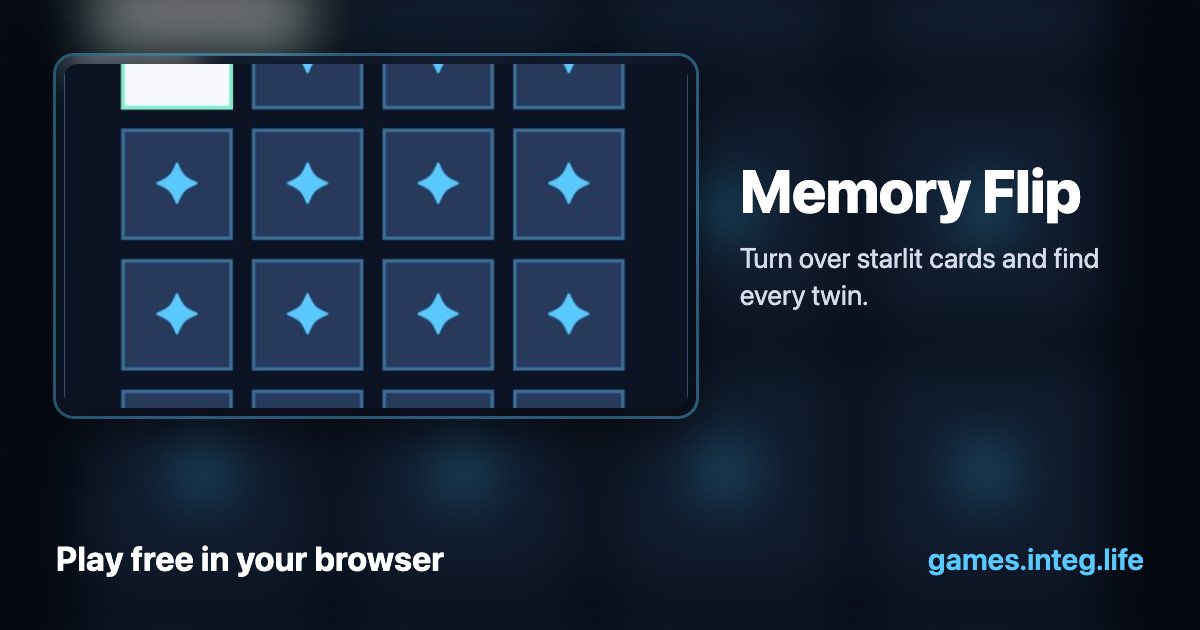 Memory Flip
Turn over starlit cards and find
every twin.
Play free in your browser
games.integ.life